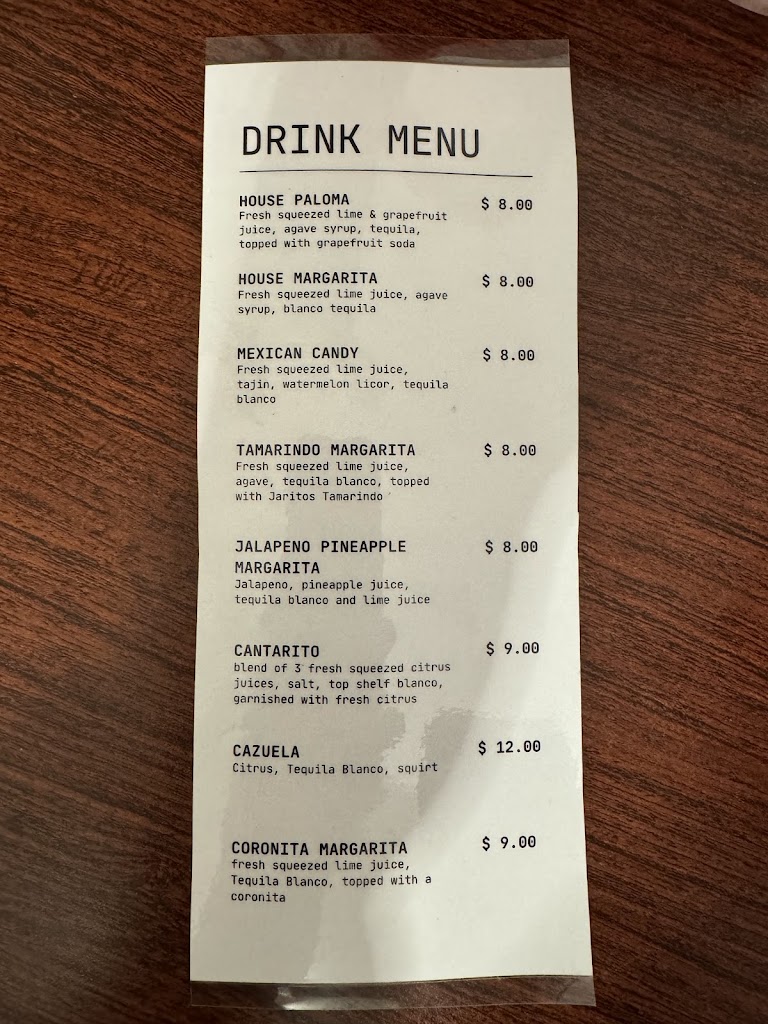 DRINK MENU
HOUSE PALOMA $ 8.00
Fresh squeezed lime & grapefruit
juice, agave syrup, tequila,
topped with grapefruit soda
HOUSE MARGARITA $ 8.00
Fresh squeezed lime juice, agave
syrup, blanco tequila
MEXICAN CANDY $ 8.00
Fresh squeezed lime juice,
tajin, watermelon licor, tequila
blanco
TAMARINDO MARGARITA $ 8.00
Fresh squeezed lime juice,
agave, tequila blanco, topped
with Jaritos Tamarindo
JALAPENO PINEAPPLE $ 8.00
MARGARITA
Jalapeno, pineapple juice,
tequila blanco and lime juice
CANTARITO $ 9.00
blend of 3 fresh squeezed citrus
juices, salt, top shelf blanco,
garnished with fresh citrus
CAZUELA $ 12.00
Citrus, Tequila Blanco, squirt
CORONITA MARGARITA $ 9.00
fresh squeezed lime juice,
Tequila Blanco, topped with a
coronita